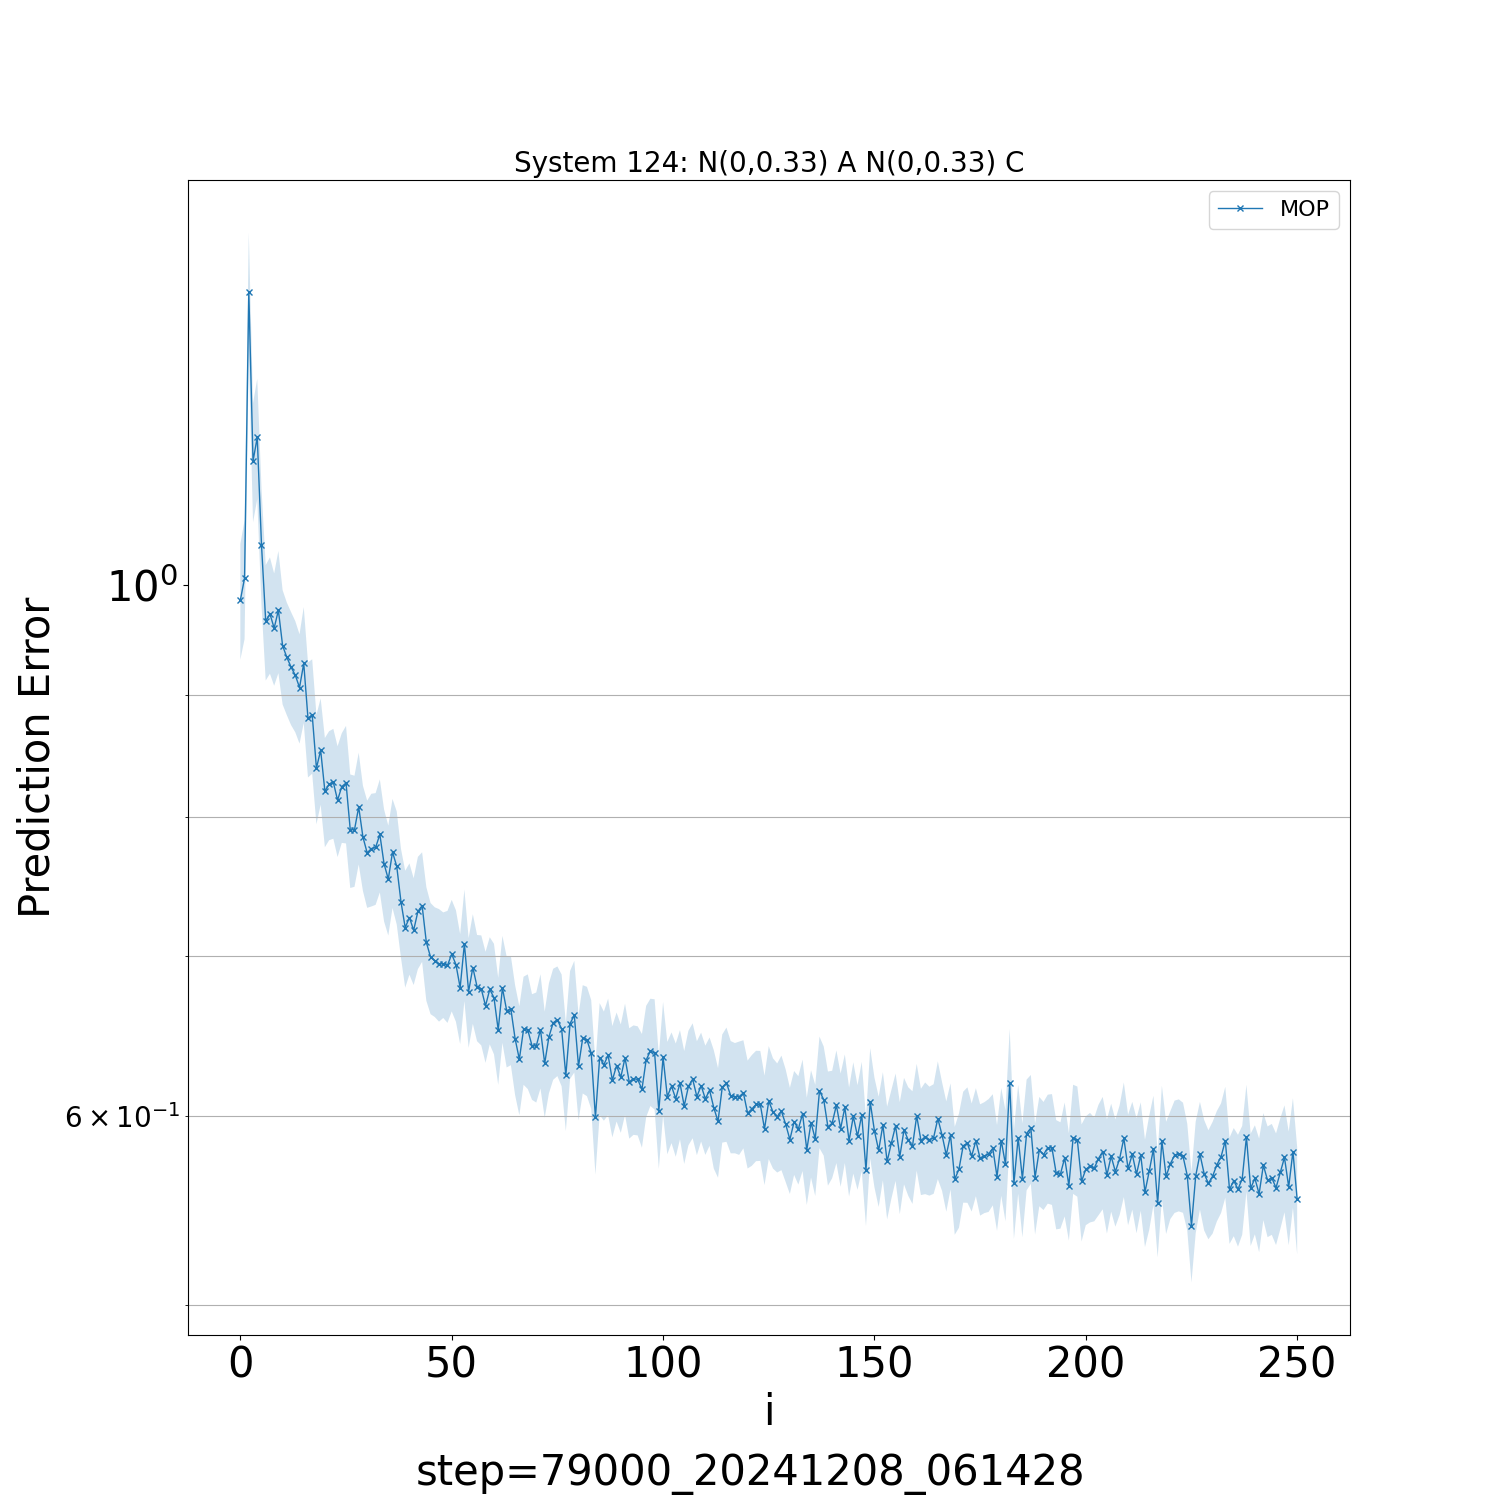 System 124: N(0,0.33) A N(0,0.33) C
MOP
Prediction Error
10⁰
6 × 10⁻¹
0 50 100 150 200 250
i
step=79000_20241208_061428